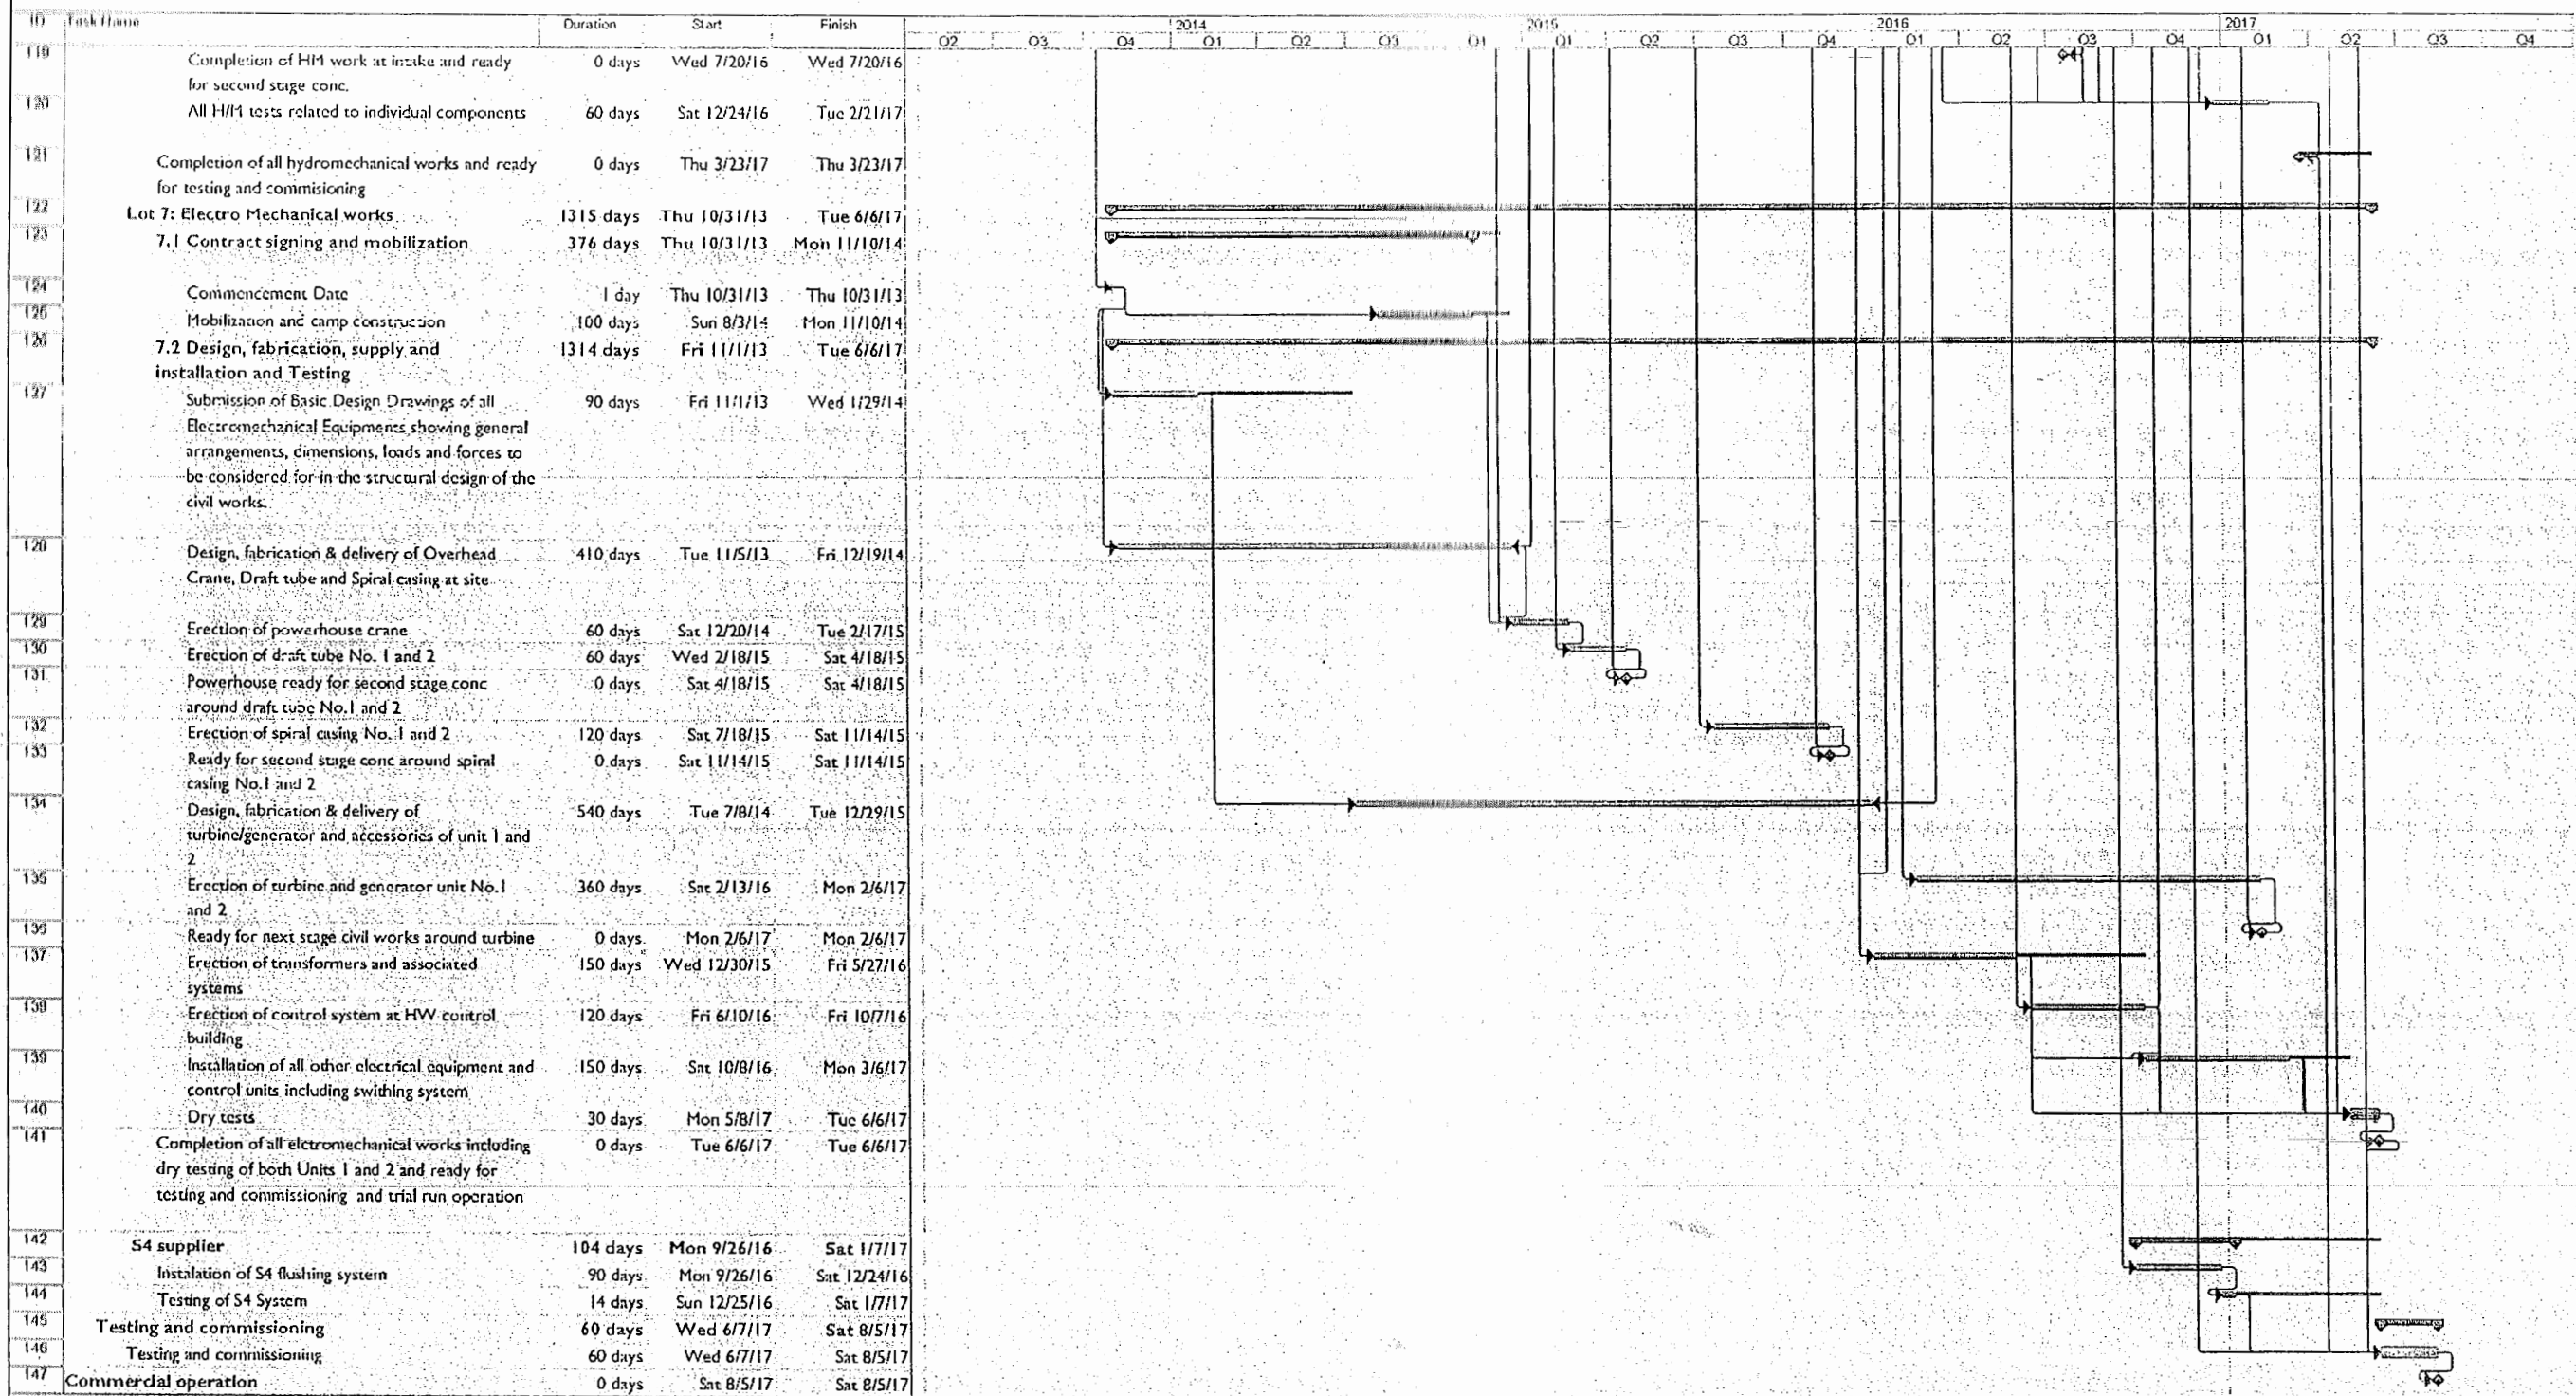 ID Task Name Duration Start Finish 2014 2015 2016 2017
Q2 Q3 Q4 Q1 Q2 Q3 Q1 Q1 Q2 Q3 Q4 Q1 Q2 Q3 Q4 Q1 Q2 Q3 Q4
119 Completion of HM work at intake and ready 0 days Wed 7/20/16 Wed 7/20/16
for second stage conc.
120 All H/M tests related to individual components 60 days Sat 12/24/16 Tue 2/21/17
121 Completion of all hydromechanical works and ready 0 days Thu 3/23/17 Thu 3/23/17
for testing and commisioning
122 Lot 7: Electro Mechanical works 1315 days Thu 10/31/13 Tue 6/6/17
123 7.1 Contract signing and mobilization 376 days Thu 10/31/13 Mon 11/10/14
124 Commencement Date 1 day Thu 10/31/13 Thu 10/31/13
125 Mobilization and camp construction 100 days Sun 8/3/14 Mon 11/10/14
126 7.2 Design, fabrication, supply and 1314 days Fri 11/1/13 Tue 6/6/17
installation and Testing
127 Submission of Basic Design Drawings of all 90 days Fri 11/1/13 Wed 1/29/14
Electromechanical Equipments showing general
arrangements, dimensions, loads and forces to
be considered for in the structural design of the
civil works.
128 Design, fabrication & delivery of Overhead 410 days Tue 11/5/13 Fri 12/19/14
Crane, Draft tube and Spiral casing at site
129 Erection of powerhouse crane 60 days Sat 12/20/14 Tue 2/17/15
130 Erection of draft tube No. 1 and 2 60 days Wed 2/18/15 Sat 4/18/15
131 Powerhouse ready for second stage conc 0 days Sat 4/18/15 Sat 4/18/15
around draft tube No.1 and 2
132 Erection of spiral casing No. 1 and 2 120 days Sat 7/18/15 Sat 11/14/15
133 Ready for second stage conc around spiral 0 days Sat 11/14/15 Sat 11/14/15
casing No.1 and 2
134 Design, fabrication & delivery of 540 days Tue 7/8/14 Tue 12/29/15
turbine/generator and accessories of unit 1 and
2
135 Erection of turbine and generator unit No.1 360 days Sat 2/13/16 Mon 2/6/17
and 2
136 Ready for next stage civil works around turbine 0 days Mon 2/6/17 Mon 2/6/17
137 Erection of transformers and associated 150 days Wed 12/30/15 Fri 5/27/16
systems
138 Erection of control system at HW control 120 days Fri 6/10/16 Fri 10/7/16
building
139 Installation of all other electrical equipment and 150 days Sat 10/8/16 Mon 3/6/17
control units including swithing system
140 Dry tests 30 days Mon 5/8/17 Tue 6/6/17
141 Completion of all elctromechanical works including 0 days Tue 6/6/17 Tue 6/6/17
dry testing of both Units 1 and 2 and ready for
testing and commissioning and trial run operation
142 S4 supplier 104 days Mon 9/26/16 Sat 1/7/17
143 Instalation of S4 flushing system 90 days Mon 9/26/16 Sat 12/24/16
144 Testing of S4 System 14 days Sun 12/25/16 Sat 1/7/17
145 Testing and commissioning 60 days Wed 6/7/17 Sat 8/5/17
146 Testing and commissioning 60 days Wed 6/7/17 Sat 8/5/17
147 Commercial operation 0 days Sat 8/5/17 Sat 8/5/17